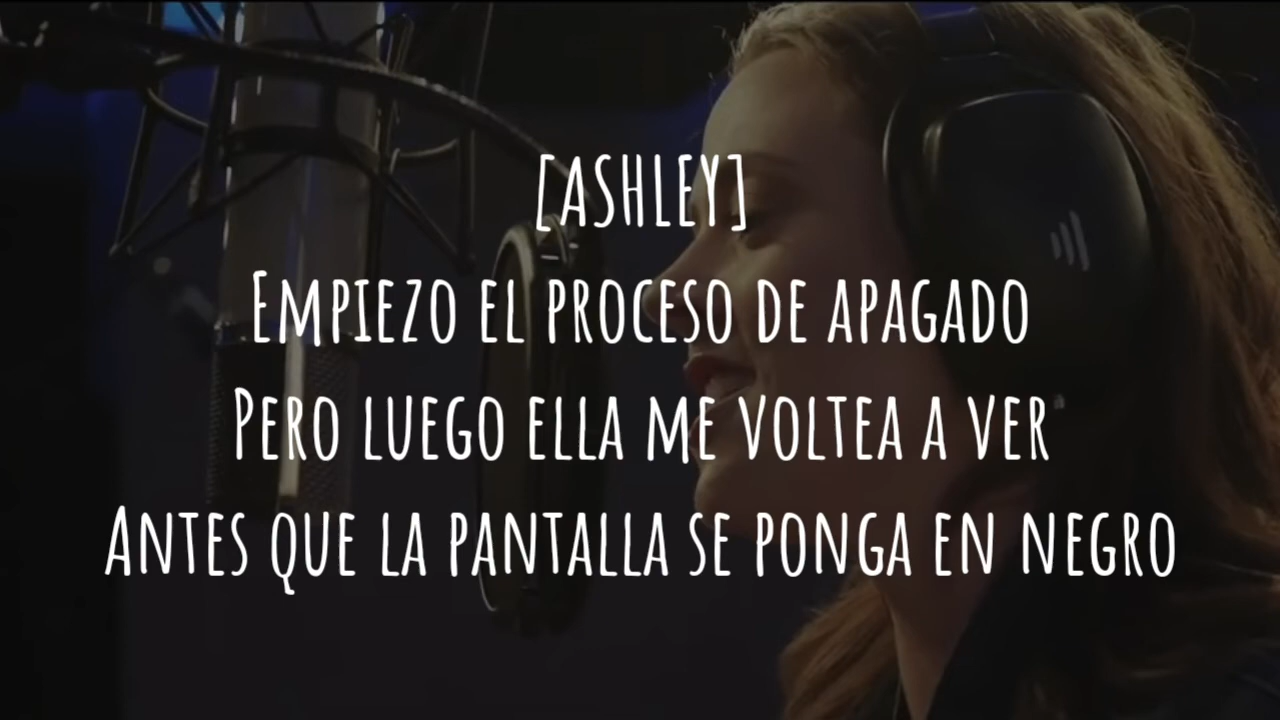 [ASHLEY]
Empiezo el proceso de apagado
Pero luego ella me voltea a ver
Antes que la pantalla se ponga en negro